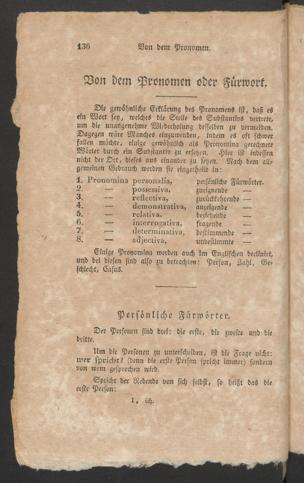 136 Von dem Pronomen.
Von dem Pronomen oder Fürwort.
Die gewöhnliche Erklärung des Pronomens ist, daß es
ein Wort sey, welches die Stelle des Substantivs vertrete,
um die unangenehme Wiederholung desselben zu vermeiden.
Dagegen wäre Manches einzuwenden, indem es oft schwer
fallen möchte, einige gewöhnlich als Pronomina gerechnete
Wörter durch ein Substantiv zu ersetzen. Hier ist indessen
nicht der Ort, dieses aus einander zu setzen. Nach dem all-
gemeinen Gebrauch werden sie eingetheilt in:
1. Pronomina personalia, persönliche Fürwörter.
2. — possessiva, zueignende —
3. — reflectiva, zurückkehrende —
4. — demonstrativa, anzeigende —
5. — relativa. beziehende —
6. — interrogativa. fragende —
7. — determinativa, bestimmende —
8. — adjectiva, unbestimmte —
Einige Pronomina werden auch im Englischen declinirt,
und bei diesen sind also zu betrachten: Person, Zahl, Ge-
schlecht, Casus.
Persönliche Fürwörter.
Der Personen sind drei: die erste, die zweite und die
dritte.
Um die Personen zu unterscheiden, ist die Frage nicht:
wer spricht? (denn die erste Person spricht immer) sondern
von wem gesprochen wird.
Spricht der Redende von sich selbst, so heißt das die
erste Person:
I, ich.